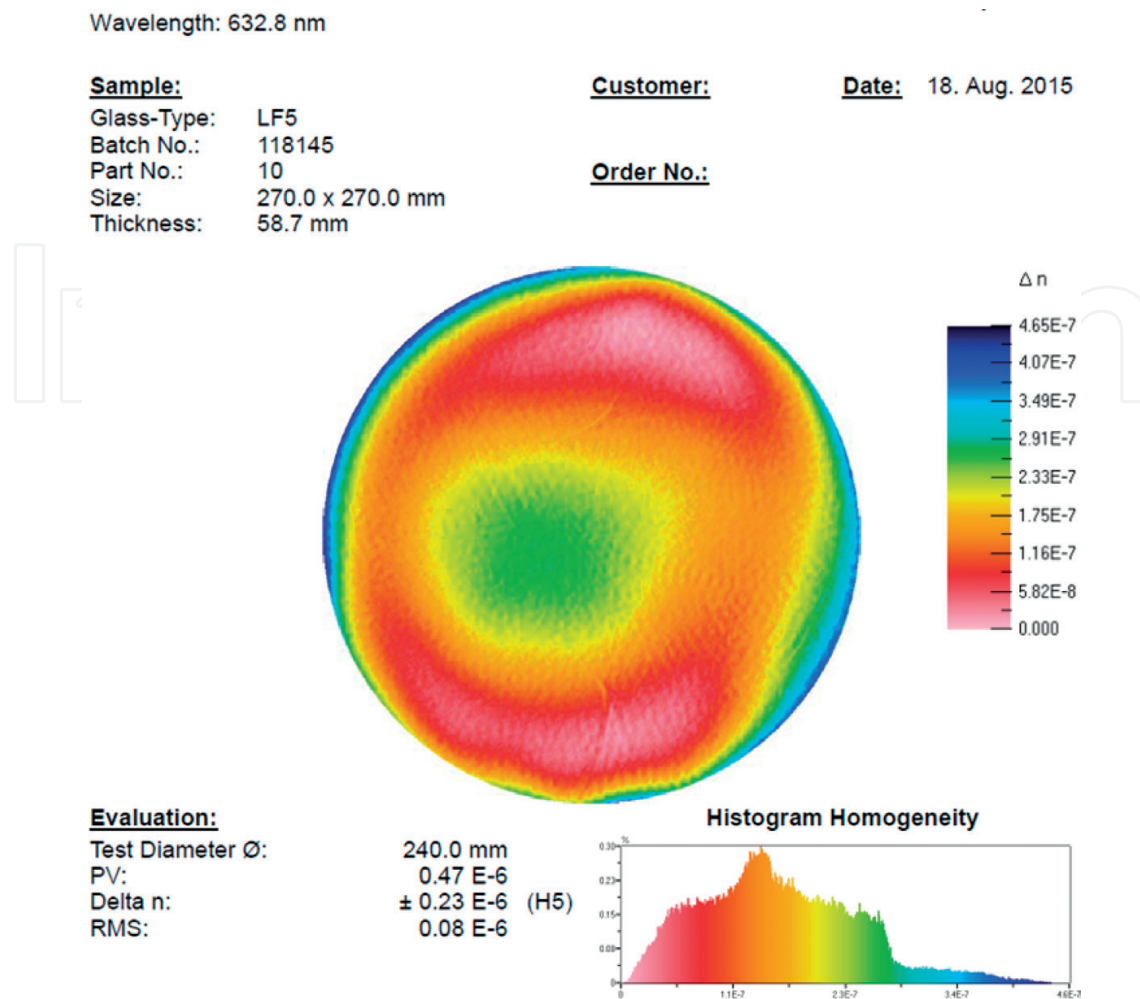 Wavelength: 632.8 nm
Sample: Customer: Date: 18. Aug. 2015
Glass-Type: LF5
Batch No.: 118145
Part No.: 10 Order No.:
Size: 270.0 x 270.0 mm
Thickness: 58.7 mm
Δ n
4.65E-7
4.07E-7
3.49E-7
2.91E-7
2.33E-7
1.75E-7
1.16E-7
5.82E-8
0.000
Evaluation: Histogram Homogeneity
Test Diameter Ø: 240.0 mm
PV: 0.47 E-6
Delta n: ± 0.23 E-6 (H5)
RMS: 0.08 E-6
%
0.30
0.23
0.15
0.08
0
0 1.1E-7 2.3E-7 3.4E-7 4.6E-7